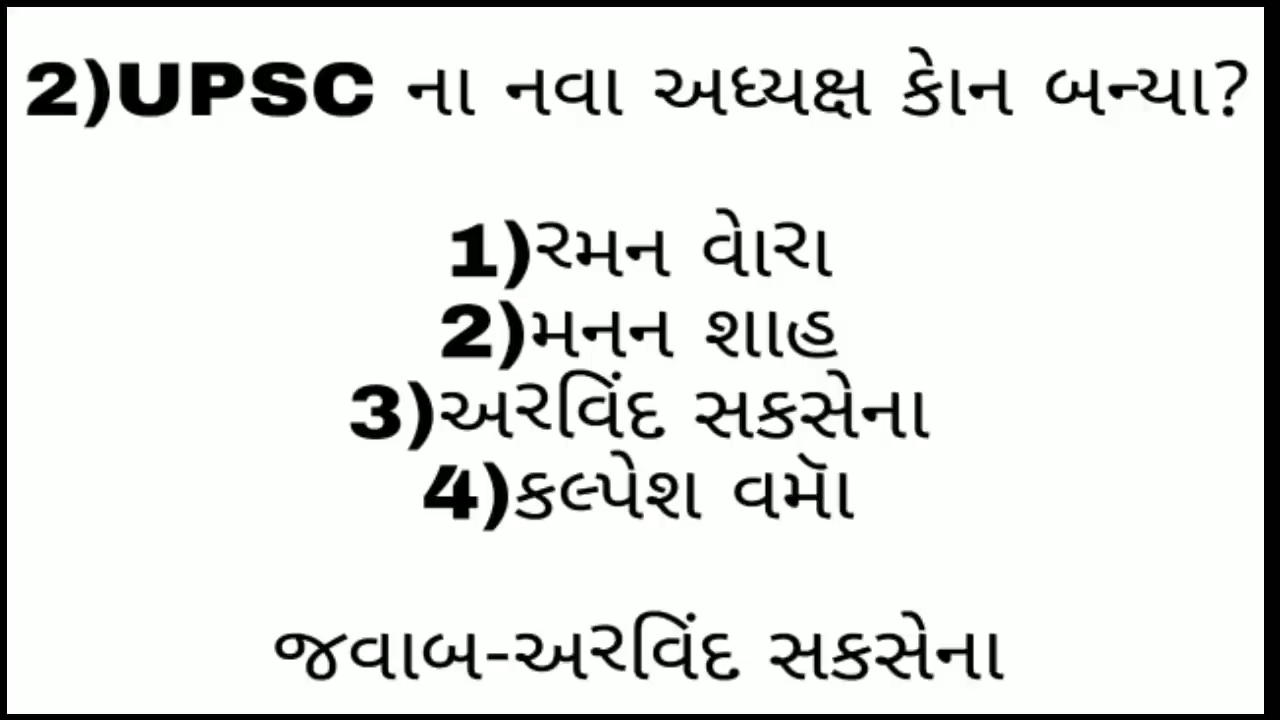 2)UPSC ના નવા અધ્યક્ષ કોન બન્યા?
1)રમન વોરા
2)મનન શાહ
3)અરવિંદ સકસેના
4)કલ્પેશ વર્મા
જવાબ-અરવિંદ સકસેના